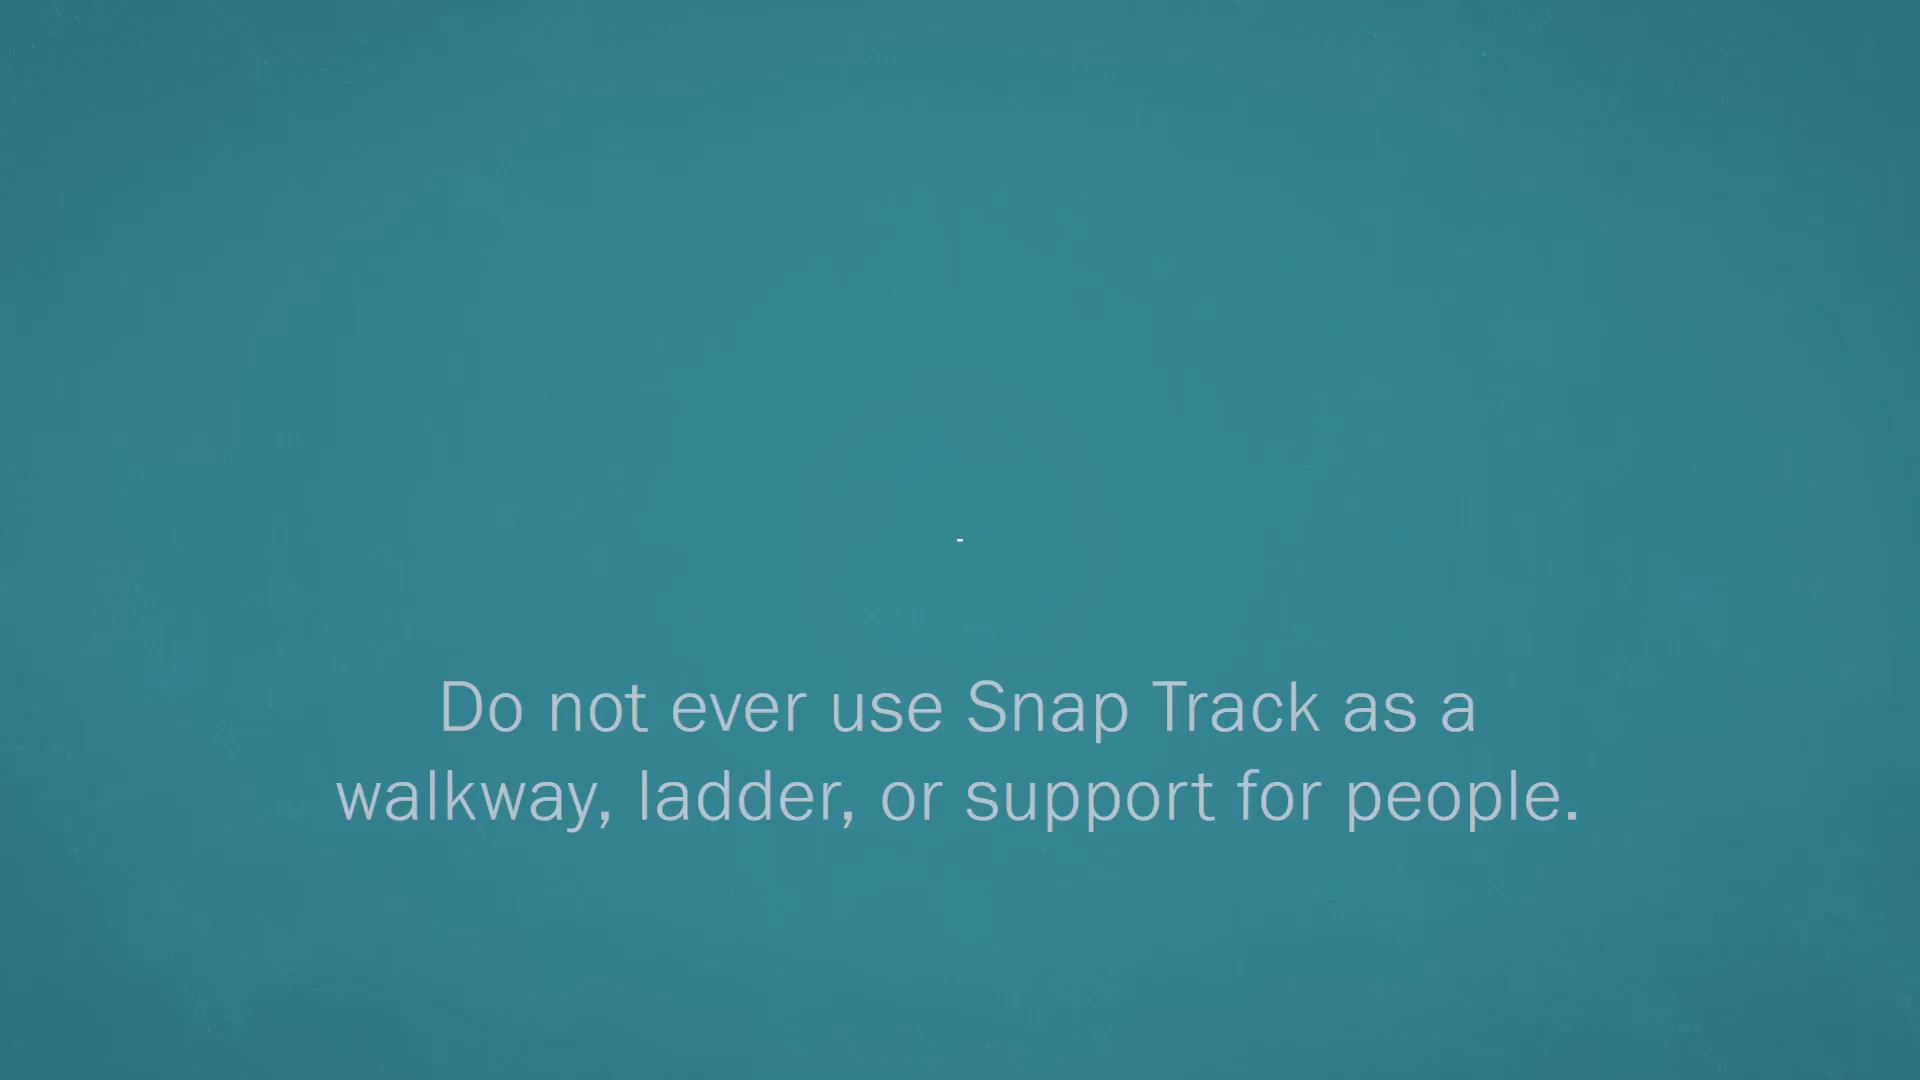 Do not ever use Snap Track as a
walkway, ladder, or support for people.